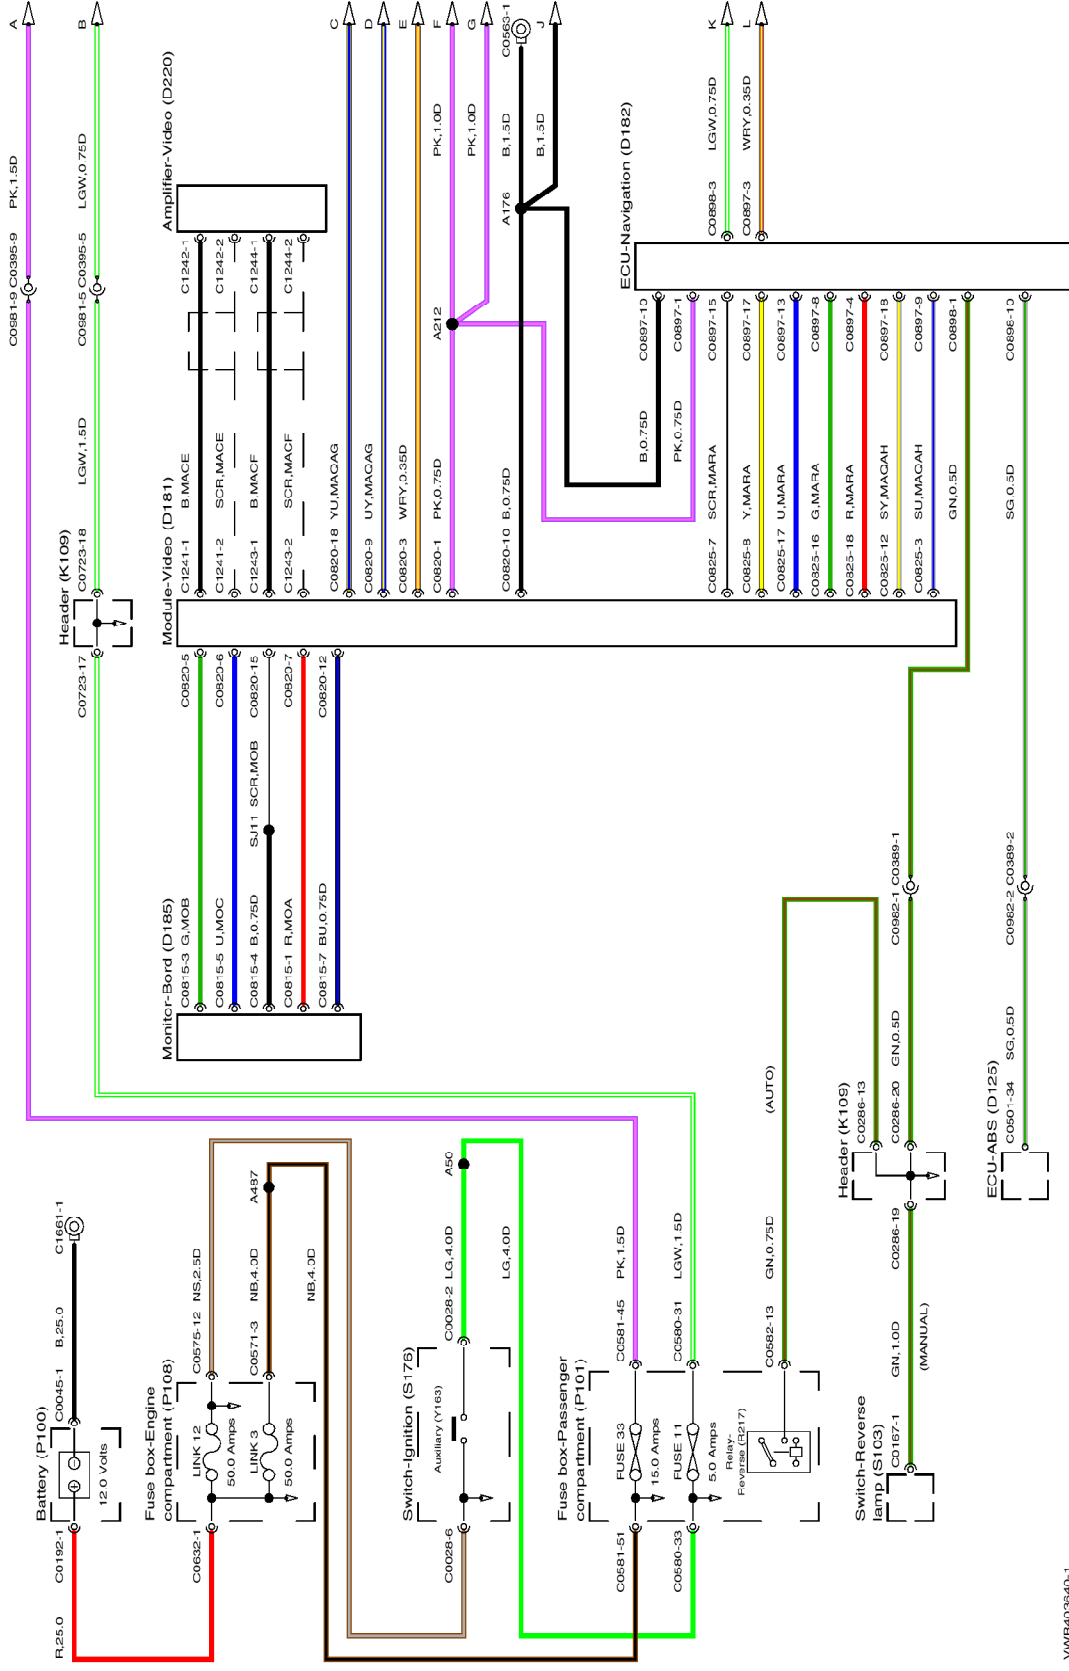 Battery (P100)
12.0 Volts
C0192-1
C0045-1
B,25.0
C1661-1
R,25.0
Fuse box-Engine
compartment (P108)
LINK 12
50.0 Amps
LINK 3
50.0 Amps
C0632-1
C0575-12 NS,2.5D
C0571-3 NB,4.0D
A487
NB,4.0D
Switch-Ignition (S176)
Auxiliary (Y163)
C0028-6
C0028-2 LG,4.0D
A50
LG,4.0D
Fuse box-Passenger
compartment (P101)
FUSE 33
15.0 Amps
FUSE 11
5.0 Amps
Relay-
Reverse (R217)
C0581-51
C0580-33
C0581-45 PK,1.5D
C0580-31 LGW,1.5D
C0582-13 GN,0.75D (AUTO)
Switch-Reverse
lamp (S103)
C0167-1 GN,1.0D
(MANUAL)
C0286-19
Header (K109)
C0286-13
C0286-20 GN,0.5D
C0982-1 C0389-1
ECU-ABS (D125)
C0501-34 SG,0.5D
C0982-2 C0389-2
SG,0.5D
C0898-10
Monitor-Bord (D185)
C0815-3 G,MOB
C0820-5
C0815-5 U,MOC
C0820-6
C0815-4 B,0.75D
SJ11 SCR,MOB
C0820-15
C0815-1 R,MOA
C0820-7
C0815-7 BU,0.75D
C0820-12
C0981-9 C0395-9 PK,1.5D
A
Header (K109)
C0723-17
C0723-18
LGW,1.5D
C0981-5 C0395-5 LGW,0.75D
B
Module-Video (D181)
Amplifier-Video (D220)
C1241-1 B,MACE
C1242-1
C1241-2 SCR,MACE
C1242-2
C1243-1 B,MACF
C1244-1
C1243-2 SCR,MACF
C1244-2
C0820-18 YU,MACAG
C
C0820-9 UY,MACAG
D
C0820-3 WRY,0.35D
E
C0820-1 PK,0.75D
A212
PK,1.0D
F
PK,1.0D
G
C0820-10 B,0.75D
A176
B,1.5D
C0563-1
B,1.5D
J
ECU-Navigation (D182)
B,0.75D
C0897-10
PK,0.75D
C0897-1
C0825-7 SCR,MARA
C0897-15
C0825-8 Y,MARA
C0897-17
C0825-17 U,MARA
C0897-13
C0825-16 G,MARA
C0897-8
C0825-18 R,MARA
C0897-4
C0825-12 SY,MAQAH
C0897-18
C0825-3 SU,MAQAH
C0897-9
GN,0.5D
C0898-1
C0898-3 LGW,0.75D
K
C0897-3 WRY,0.35D
L
VWR403640-1